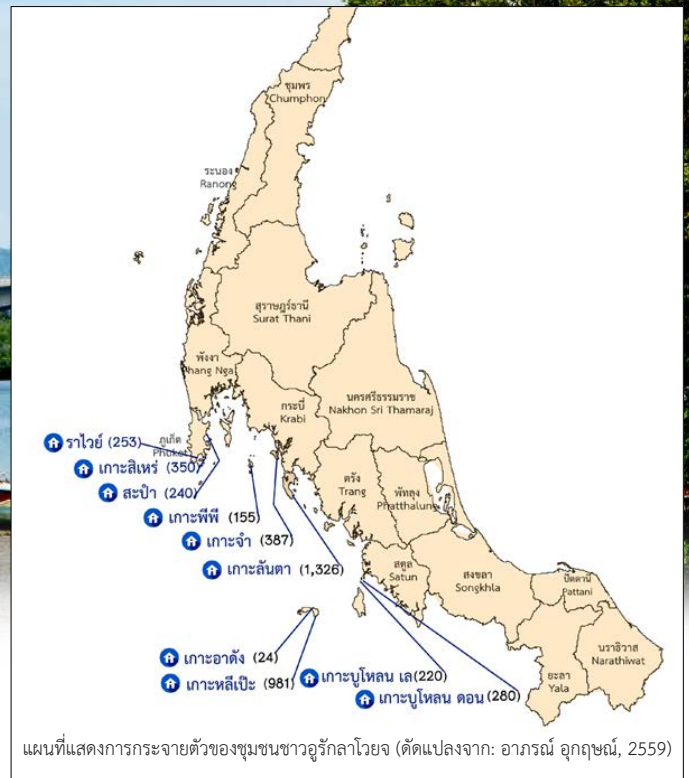 ชุมพร
Chumphon
ระนอง
Ranong
สุราษฎร์ธานี
Surat Thani
พังงา
Phang Nga
นครศรีธรรมราช
Nakhon Sri Thamaraj
กระบี่
Krabi
ภูเก็ต
Phuket
ราไวย์ (253)
เกาะสิเหร่ (350)
สะปำ (240)
เกาะพีพี (155)
เกาะจำ (387)
เกาะลันตา (1,326)
ตรัง
Trang
พัทลุง
Phatthalung
สตูล
Satun
สงขลา
Songkhla
ปัตตานี
Pattani
ยะลา
Yala
นราธิวาส
Narathiwat
เกาะอาดัง (24)
เกาะหลีเป๊ะ (981)
เกาะบูโหลน เล (220)
เกาะบูโหลน ดอน (280)
แผนที่แสดงการกระจายตัวของชุมชนชาวอูรักลาโวยจ (ดัดแปลงจาก: อาภรณ์ อุกฤษณ์, 2559)